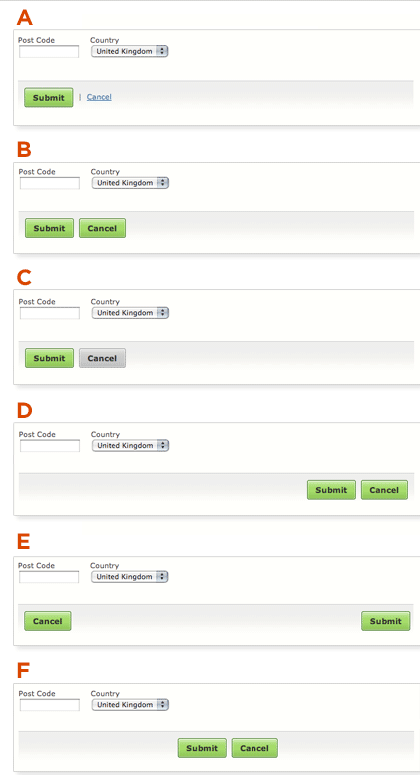 A
Post Code Country
United Kingdom
Submit | Cancel
B
Post Code Country
United Kingdom
Submit Cancel
C
Post Code Country
United Kingdom
Submit Cancel
D
Post Code Country
United Kingdom
Submit Cancel
E
Post Code Country
United Kingdom
Cancel Submit
F
Post Code Country
United Kingdom
Submit Cancel